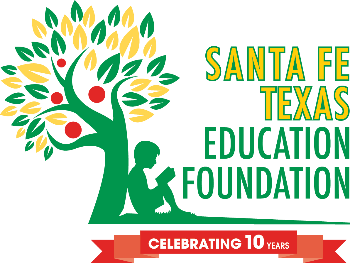 SANTA FE
TEXAS
EDUCATION
FOUNDATION
CELEBRATING 10 YEARS